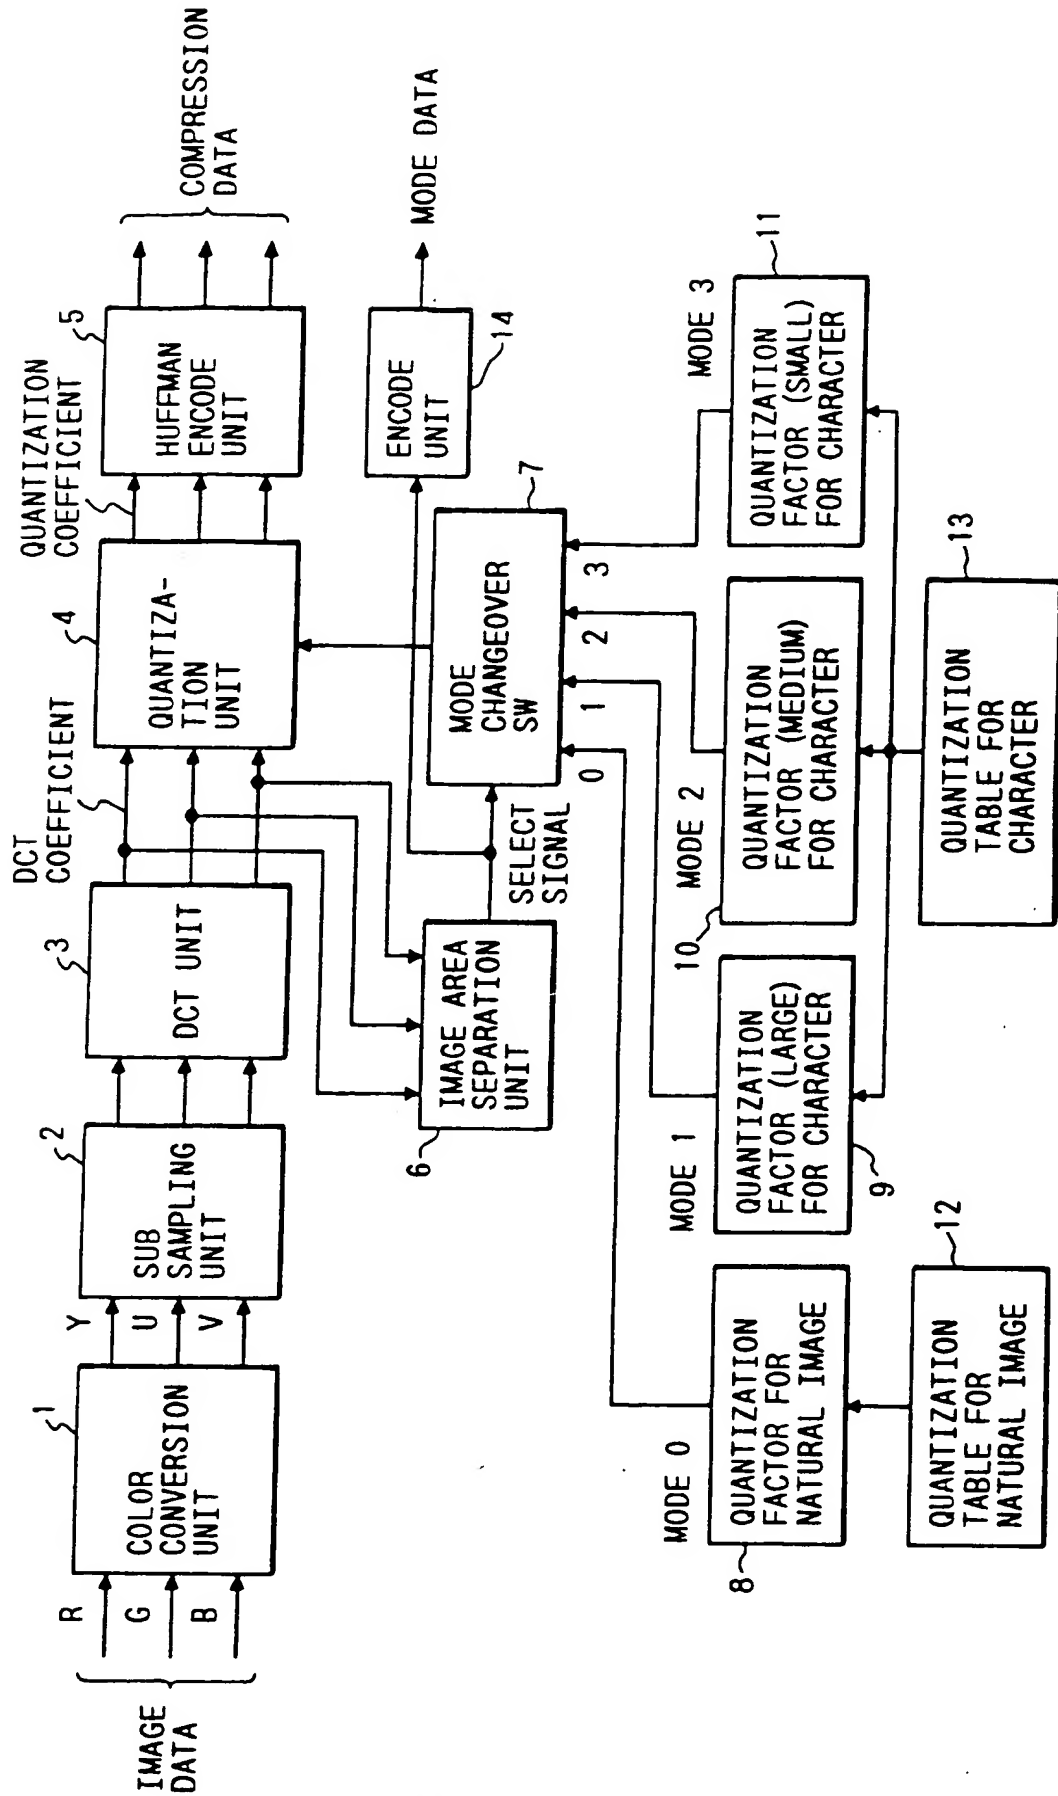 IMAGE
DATA
R
G
B
1
COLOR
CONVERSION
UNIT
Y
U
V
2
SUB
SAMPLING
UNIT
3
DCT UNIT
DCT
COEFFICIENT
4
QUANTIZA-
TION
UNIT
QUANTIZATION
COEFFICIENT
5
HUFFMAN
ENCODE
UNIT
COMPRESSION
DATA
6
IMAGE AREA
SEPARATION
UNIT
SELECT
SIGNAL
7
MODE
CHANGEOVER
SW
0
1
2
3
ENCODE
UNIT
14
MODE DATA
MODE 0
8
QUANTIZATION
FACTOR FOR
NATURAL IMAGE
MODE 1
QUANTIZATION
FACTOR (LARGE)
FOR CHARACTER
9
MODE 2
10
QUANTIZATION
FACTOR (MEDIUM)
FOR CHARACTER
MODE 3
11
QUANTIZATION
FACTOR (SMALL)
FOR CHARACTER
12
QUANTIZATION
TABLE FOR
NATURAL IMAGE
13
QUANTIZATION
TABLE FOR
CHARACTER